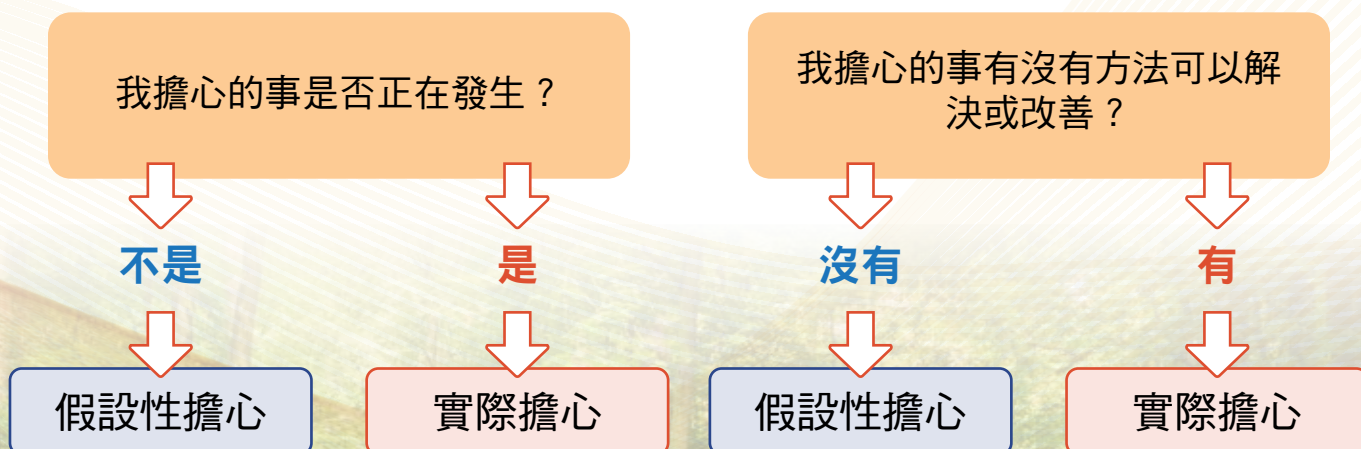 我擔心的事是否正在發生？
我擔心的事有沒有方法可以解
決或改善？
不是
是
沒有
有
假設性擔心
實際擔心
假設性擔心
實際擔心